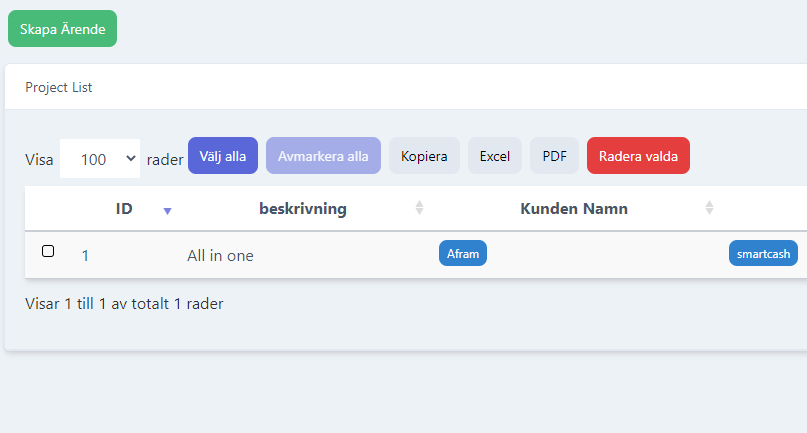 Skapa Ärende
Project List
Visa 100 rader Välj alla Avmarkera alla Kopiera Excel PDF Radera valda
ID beskrivning Kunden Namn
1 All in one Afram smartcash
Visar 1 till 1 av totalt 1 rader